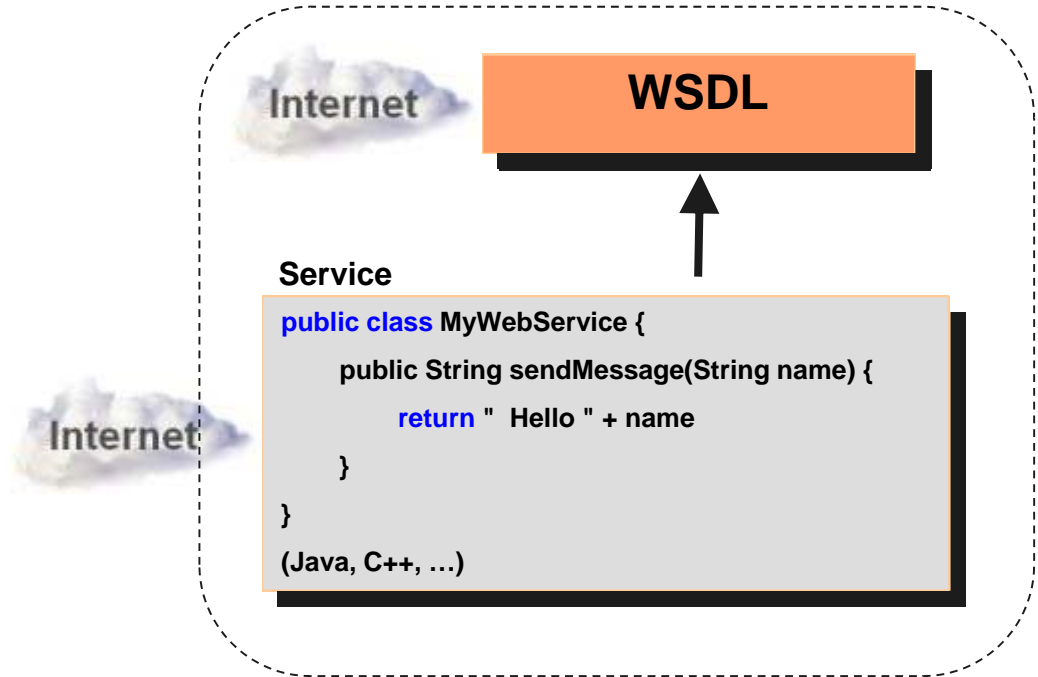 Internet
WSDL
Service
public class MyWebService {
public String sendMessage(String name) {
return "  Hello " + name
}
}
(Java, C++, …)
Internet